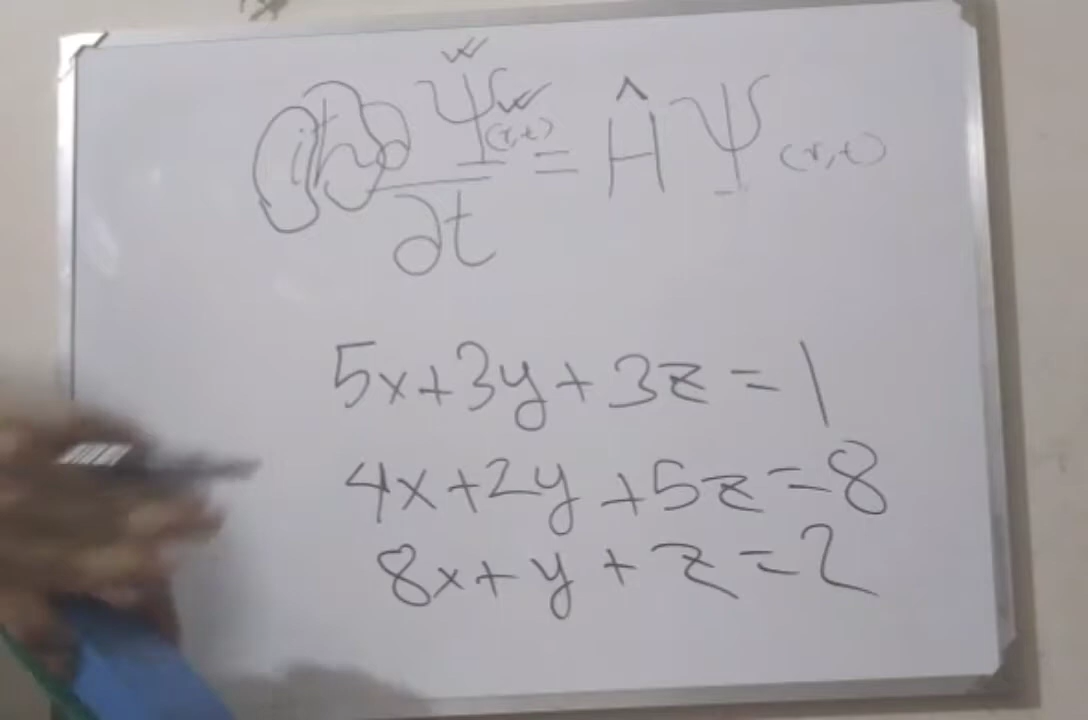 iħ ∂Ψ(r,t)/∂t = ĤΨ(r,t)
5x+3y+3z=1
4x+2y+5z=8
8x+y+z=2